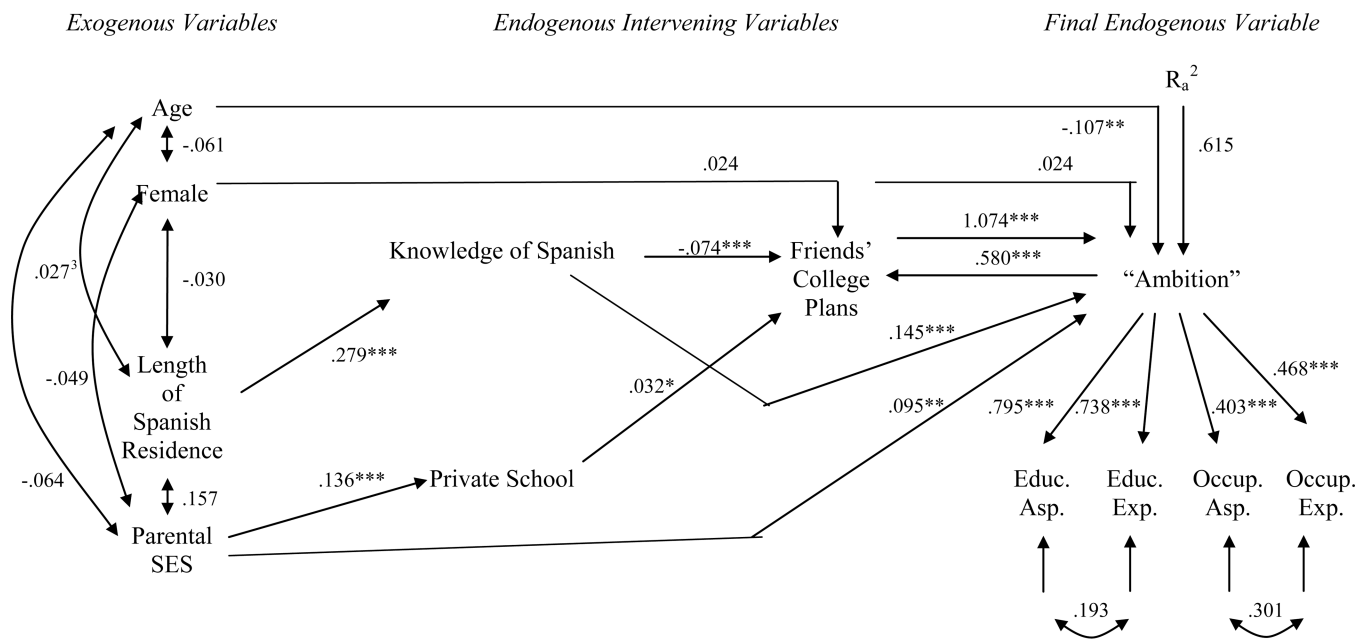 Exogenous Variables
Endogenous Intervening Variables
Final Endogenous Variable
Rₐ²
Age
-.107**
.615
-.061
.024
.024
Female
1.074***
Knowledge of Spanish
-.074***
Friends’
College
Plans
.580***
“Ambition”
.027³
-.030
.279***
.145***
Length
of
Spanish
Residence
-.049
.032*
.095**
.795***
.738***
.403***
.468***
-.064
.136***
Private School
.157
Parental
SES
Educ.
Asp.
Educ.
Exp.
Occup.
Asp.
Occup.
Exp.
.193
.301